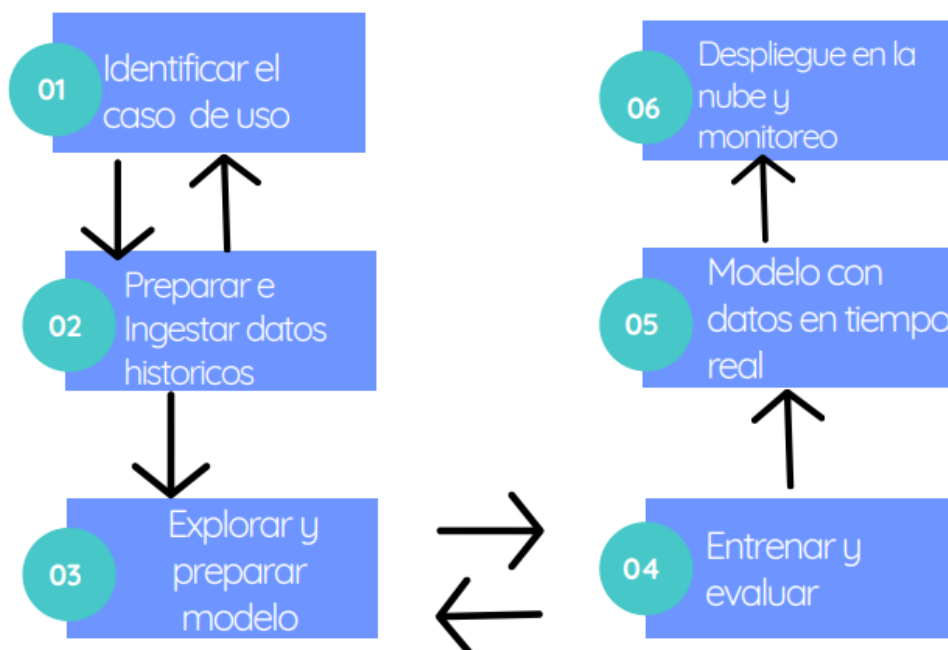 01
Identificar el
caso de uso
02
Preparar e
Ingestar datos
historicos
03
Explorar y
preparar
modelo
04
Entrenar y
evaluar
05
Modelo con
datos en tiempo
real
06
Despliegue en la
nube y
monitoreo